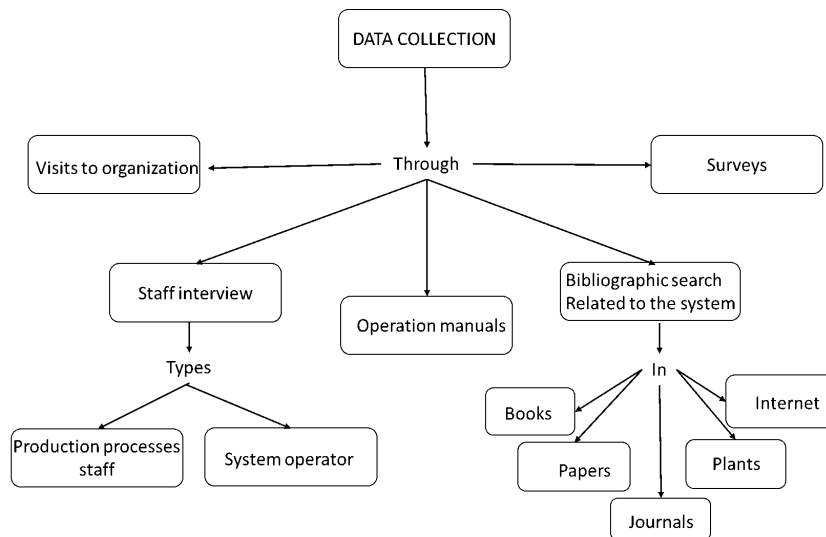 DATA COLLECTION
Visits to organization
Through
Surveys
Staff interview
Operation manuals
Bibliographic search
Related to the system
Types
In
Production processes
staff
System operator
Books
Internet
Papers
Plants
Journals